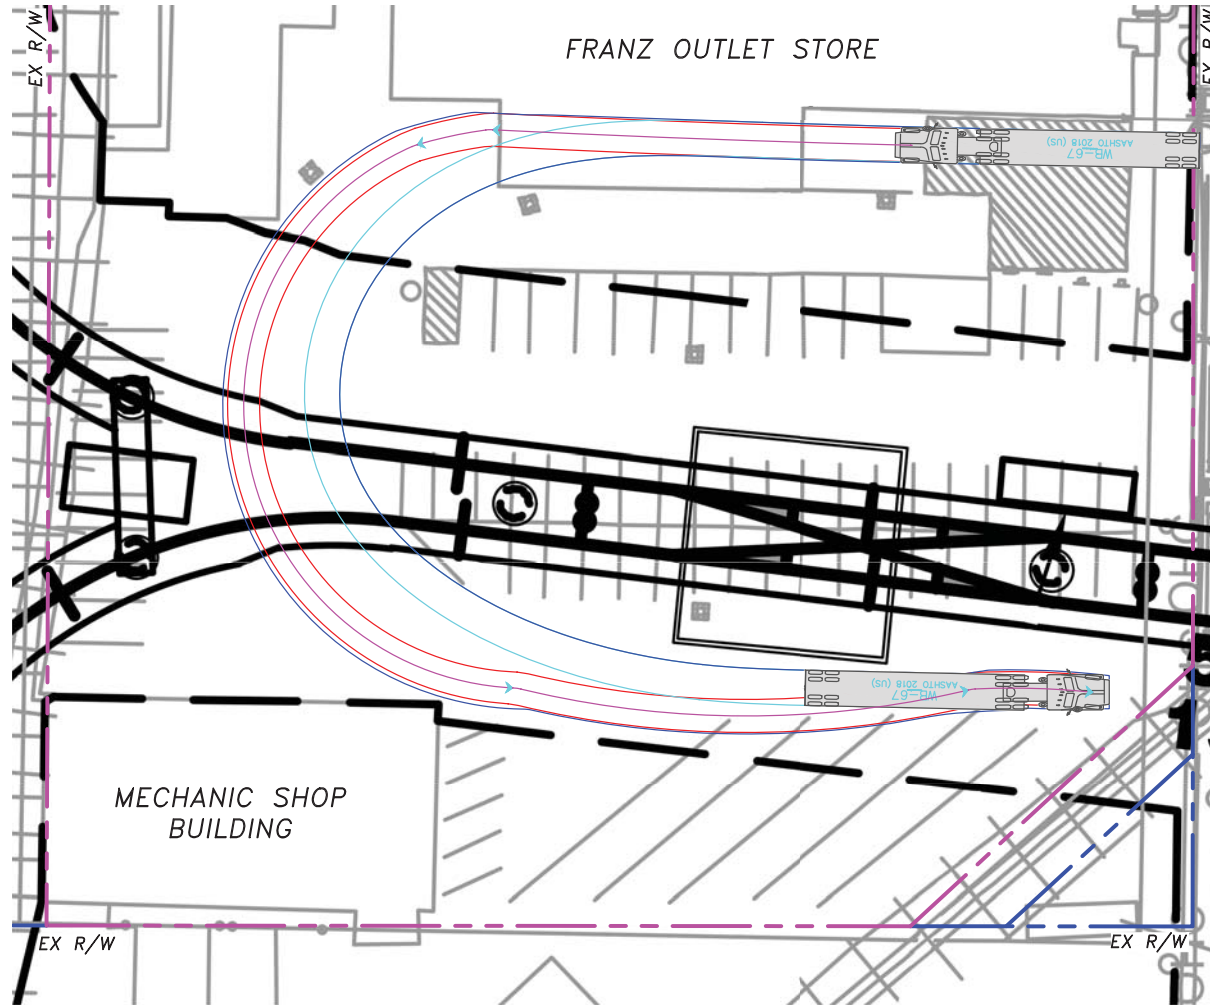 EX R/W
EX R/W
FRANZ OUTLET STORE
WB-67
AASHTO 2018 (US)
WB-67
AASHTO 2018 (US)
MECHANIC SHOP
BUILDING
EX R/W
EX R/W